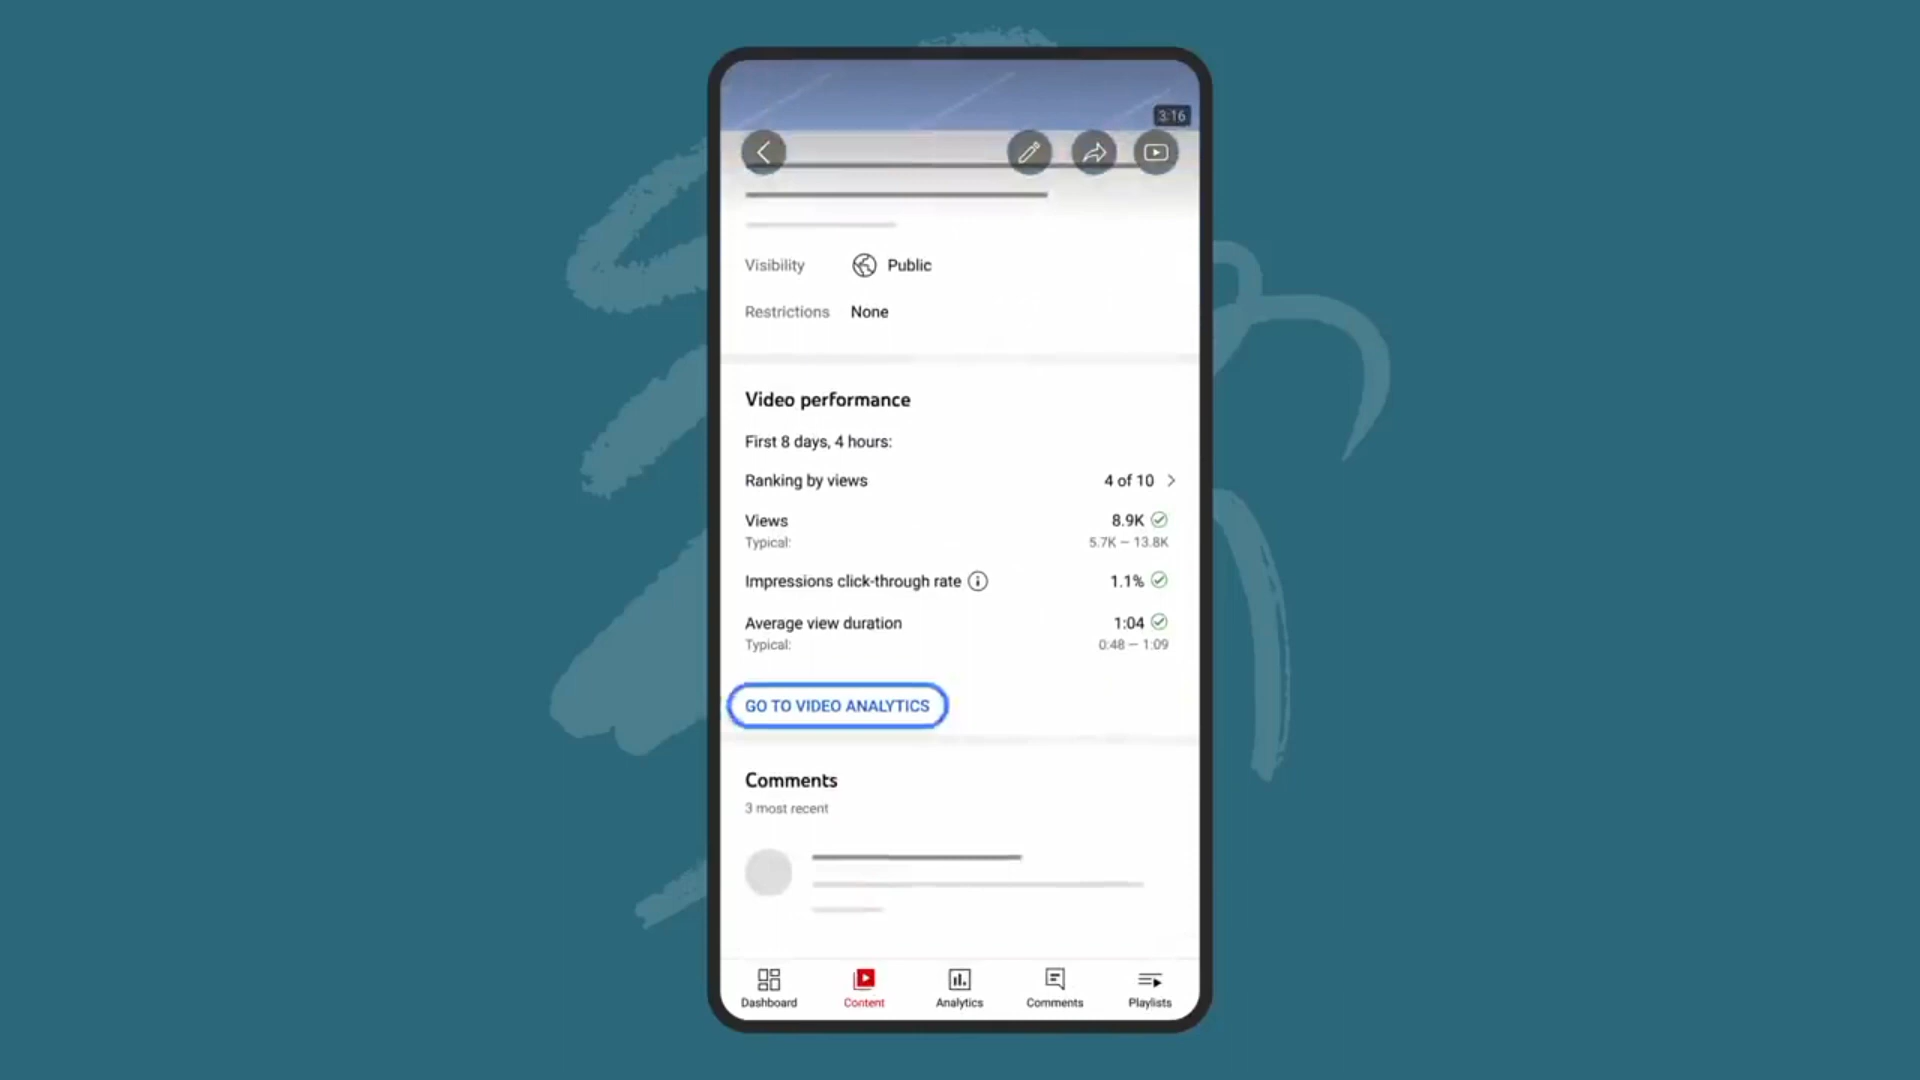 3:16
Visibility Public
Restrictions None
Video performance
First 8 days, 4 hours:
Ranking by views 4 of 10
Views 8.9K
Typical: 5.7K – 13.8K
Impressions click-through rate 1.1%
Average view duration 1:04
Typical: 0:48 – 1:09
GO TO VIDEO ANALYTICS
Comments
3 most recent
Dashboard Content Analytics Comments Playlists